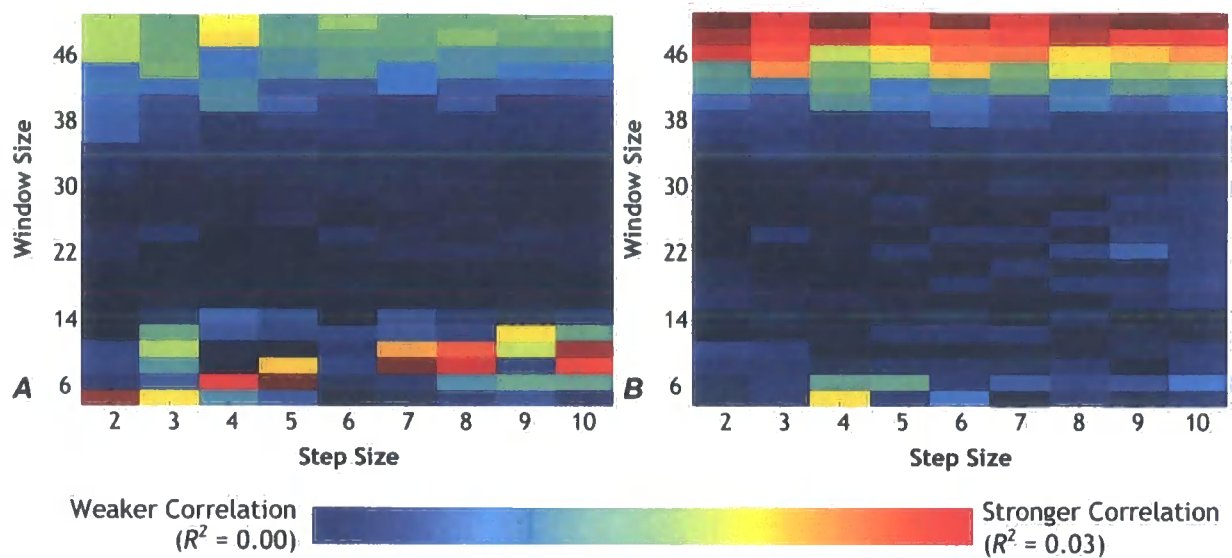 46
38
30
22
14
6
Window Size
A
2 3 4 5 6 7 8 9 10
Step Size
46
38
30
22
14
6
Window Size
B
2 3 4 5 6 7 8 9 10
Step Size
Weaker Correlation
(R² = 0.00)
Stronger Correlation
(R² = 0.03)